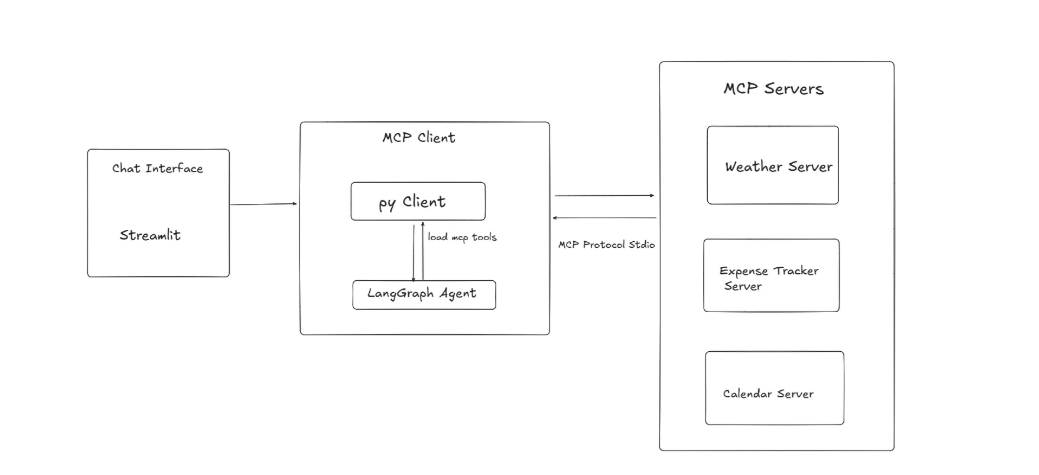 Chat Interface
Streamlit
MCP Client
py Client
load mcp tools
LangGraph Agent
MCP Protocol Stdio
MCP Servers
Weather Server
Expense Tracker
Server
Calendar Server